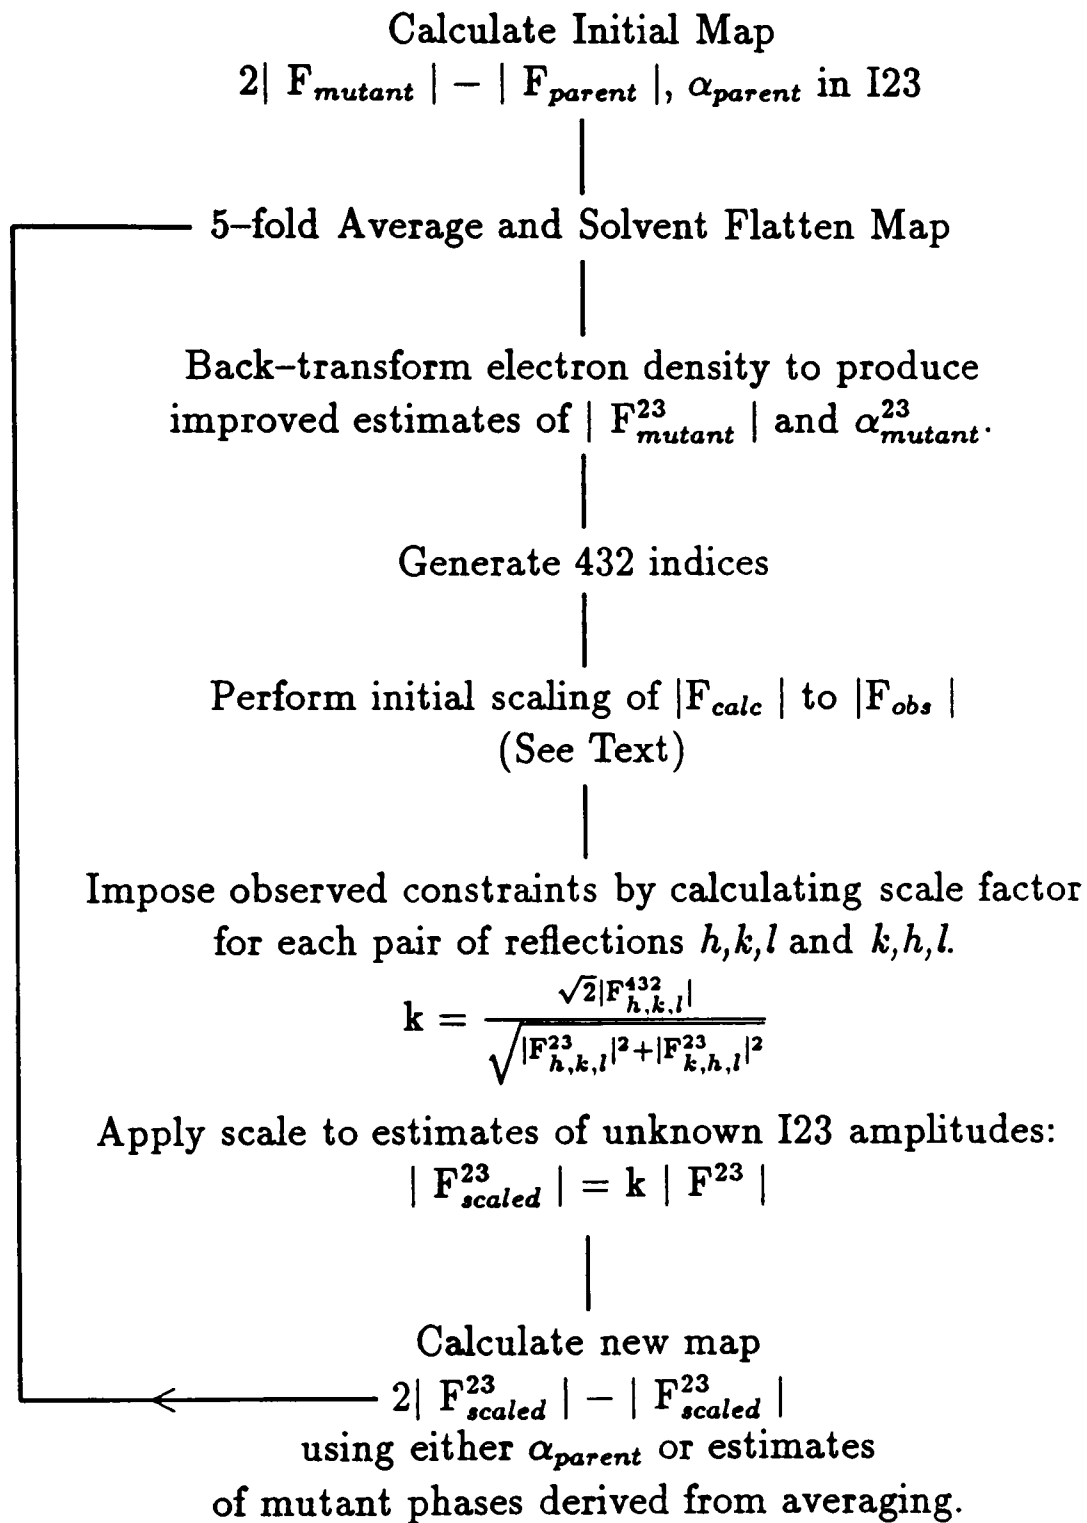 Calculate Initial Map
2| F_mutant | − | F_parent |, α_parent in I23
5–fold Average and Solvent Flatten Map
Back–transform electron density to produce
improved estimates of | F^23_mutant | and α^23_mutant.
Generate 432 indices
Perform initial scaling of |F_calc | to |F_obs |
(See Text)
Impose observed constraints by calculating scale factor
for each pair of reflections h,k,l and k,h,l.
k = √2|F^432_h,k,l| / √(|F^23_h,k,l|^2+|F^23_k,h,l|^2)
Apply scale to estimates of unknown I23 amplitudes:
| F^23_scaled | = k | F^23 |
Calculate new map
2| F^23_scaled | − | F^23_scaled |
using either α_parent or estimates
of mutant phases derived from averaging.